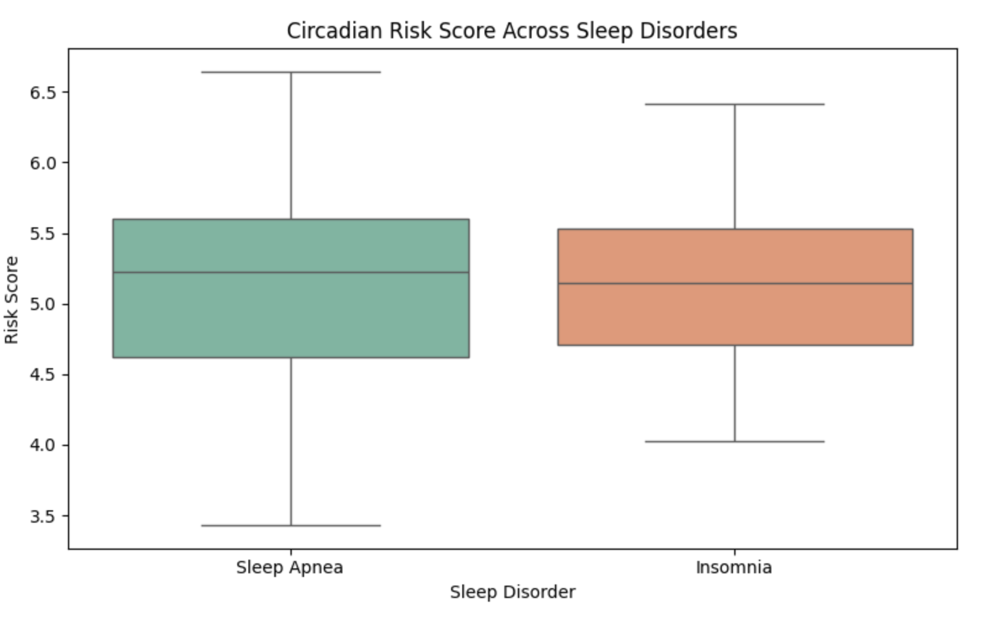 Circadian Risk Score Across Sleep Disorders
Risk Score
6.5
6.0
5.5
5.0
4.5
4.0
3.5
Sleep Apnea
Insomnia
Sleep Disorder